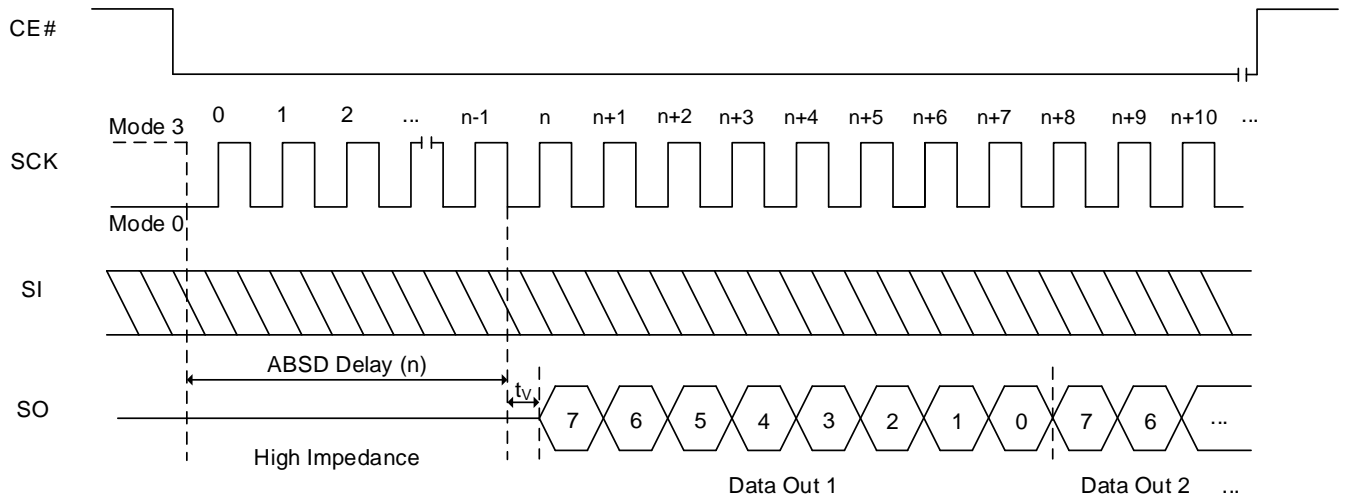 CE#
0 1 2 ... n-1 n n+1 n+2 n+3 n+4 n+5 n+6 n+7 n+8 n+9 n+10 ...
Mode 3
SCK
Mode 0
SI
ABSD Delay (n)
tV
SO
7 6 5 4 3 2 1 0 7 6 ...
High Impedance
Data Out 1 Data Out 2 ...